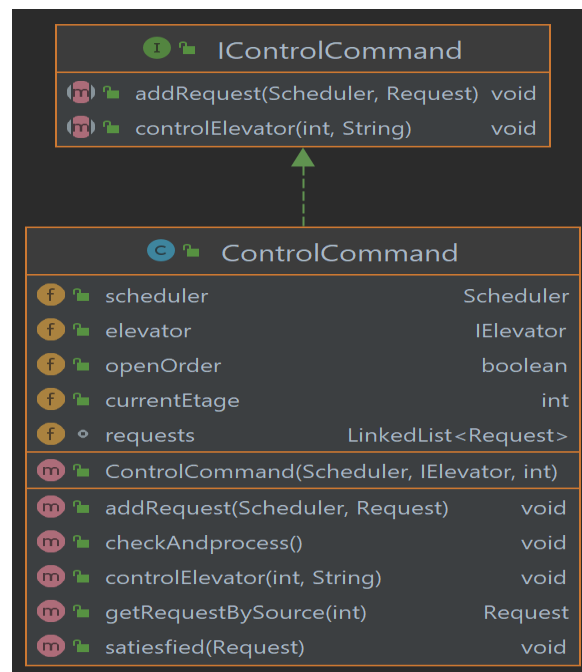 I IControlCommand
m addRequest(Scheduler, Request) void
m controlElevator(int, String) void
C ControlCommand
f scheduler Scheduler
f elevator IElevator
f openOrder boolean
f currentEtage int
f requests LinkedList<Request>
m ControlCommand(Scheduler, IElevator, int)
m addRequest(Scheduler, Request) void
m checkAndprocess() void
m controlElevator(int, String) void
m getRequestBySource(int) Request
m satiesfied(Request) void